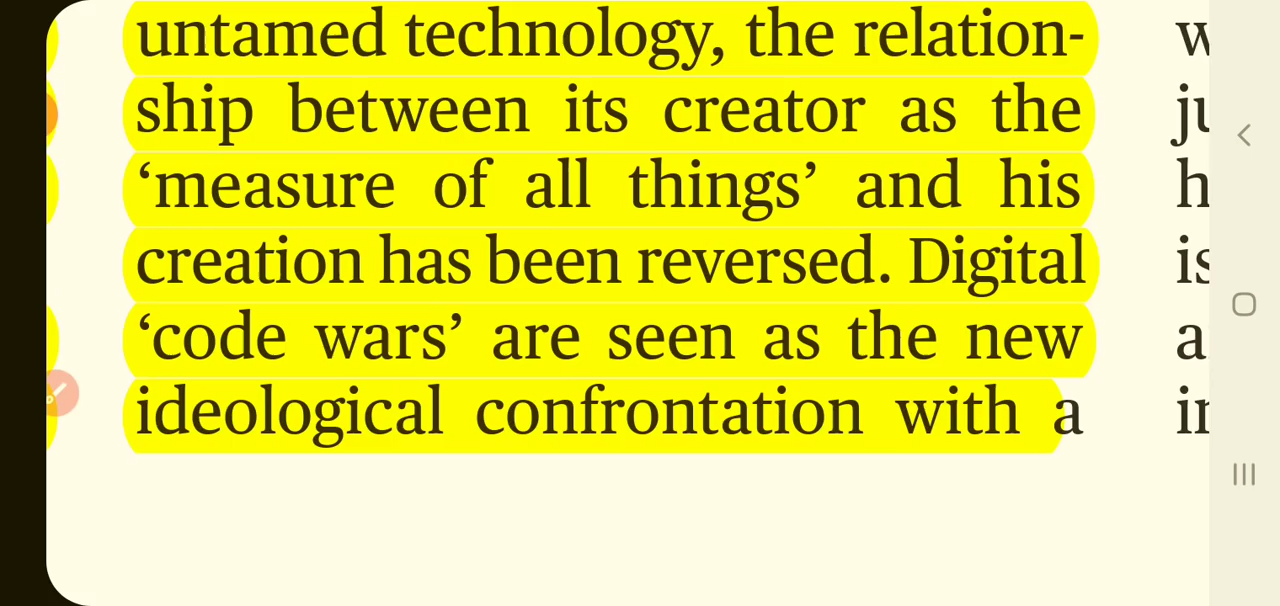 untamed technology, the relation-
ship between its creator as the
‘measure of all things’ and his
creation has been reversed. Digital
‘code wars’ are seen as the new
ideological confrontation with a